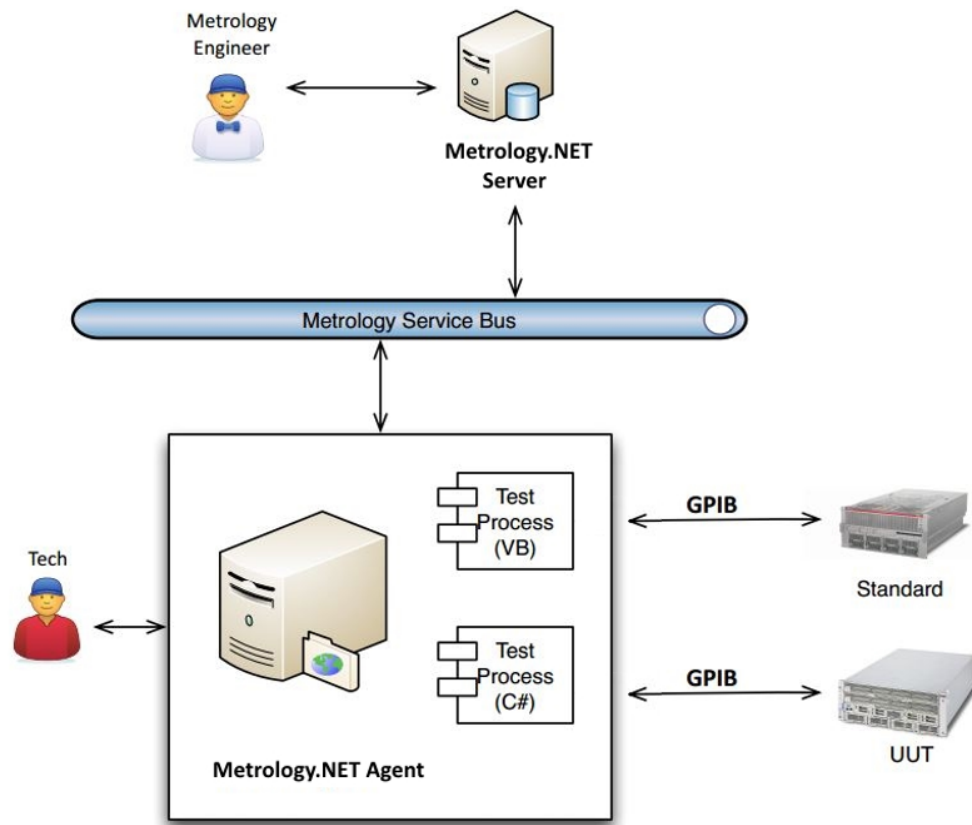 Metrology
Engineer
Metrology.NET
Server
Metrology Service Bus
Test
Process
(VB)
GPIB
Standard
Tech
Test
Process
(C#)
GPIB
UUT
Metrology.NET Agent